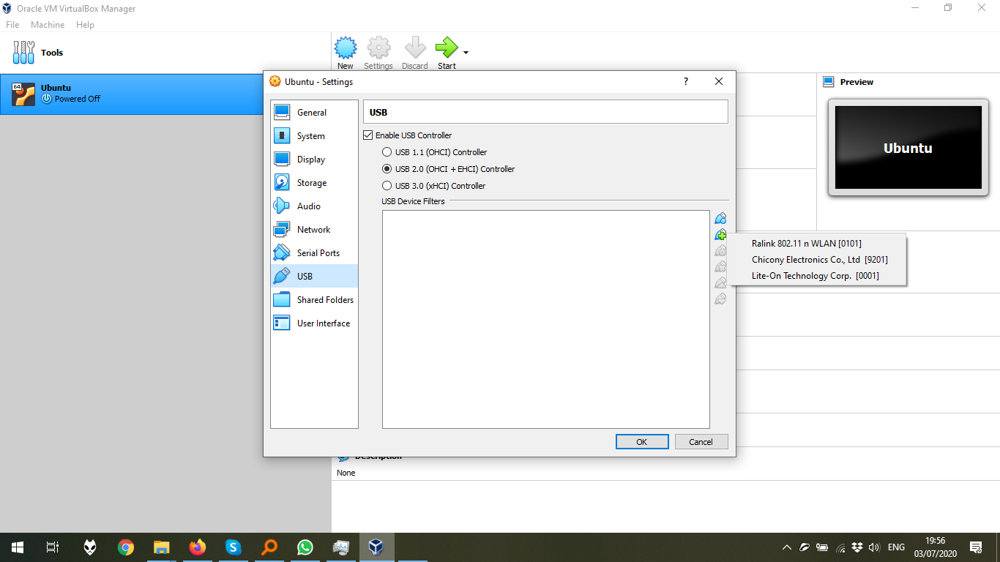 Oracle VM VirtualBox Manager
File Machine Help
Tools
New Settings Discard Start
64
Ubuntu
Powered Off
Ubuntu - Settings
?
General
System
Display
Storage
Audio
Network
Serial Ports
USB
Shared Folders
User Interface
USB
Enable USB Controller
USB 1.1 (OHCI) Controller
USB 2.0 (OHCI + EHCI) Controller
USB 3.0 (xHCI) Controller
USB Device Filters
Ralink 802.11 n WLAN [0101]
Chicony Electronics Co., Ltd [9201]
Lite-On Technology Corp. [0001]
OK Cancel
Preview
Ubuntu
Description
None
ENG
19:56
03/07/2020